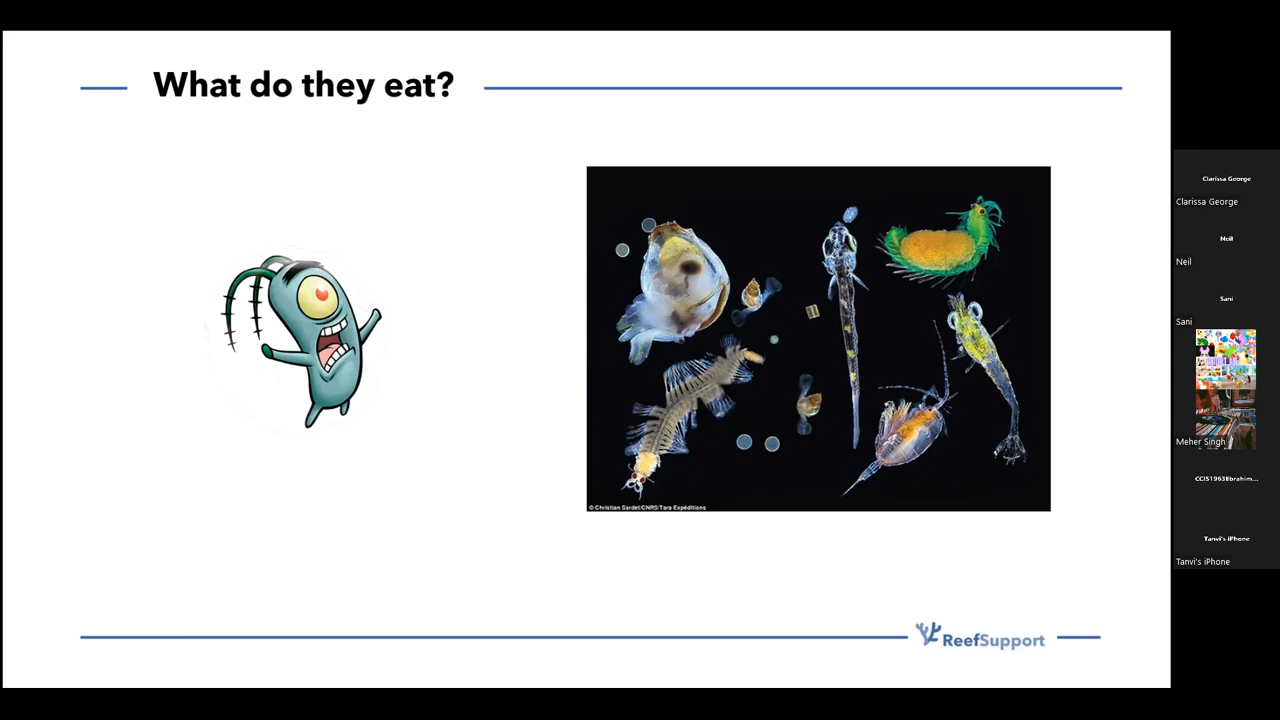 What do they eat?
© Christian Sardet/CNRS/Tara Expéditions
ReefSupport
Clarissa George
Clarissa George
Neil
Neil
Sani
Sani
Meher Singh
CCIS1963Ebrahim...
Tanvi's iPhone
Tanvi's iPhone